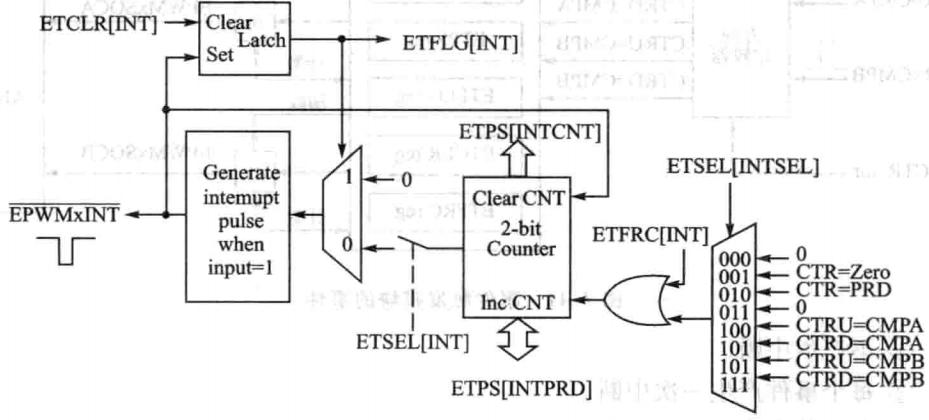 ETCLR[INT]
Clear
Latch
Set
ETFLG[INT]
ETPS[INTCNT]
ETSEL[INTSEL]
Generate
intemupt
pulse
when
input=1
EPWMxINT
1
0
0
Clear CNT
2-bit
Counter
Inc CNT
ETFRC[INT]
ETSEL[INT]
ETPS[INTPRD]
000 0
001 CTR=Zero
010 CTR=PRD
011 0
100 CTRU=CMPA
101 CTRD=CMPA
101 CTRU=CMPB
111 CTRD=CMPB